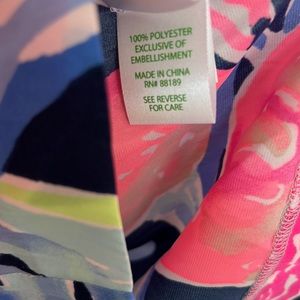 100% POLYESTER
EXCLUSIVE OF
EMBELLISHMENT
MADE IN CHINA
RN# 88189
SEE REVERSE
FOR CARE